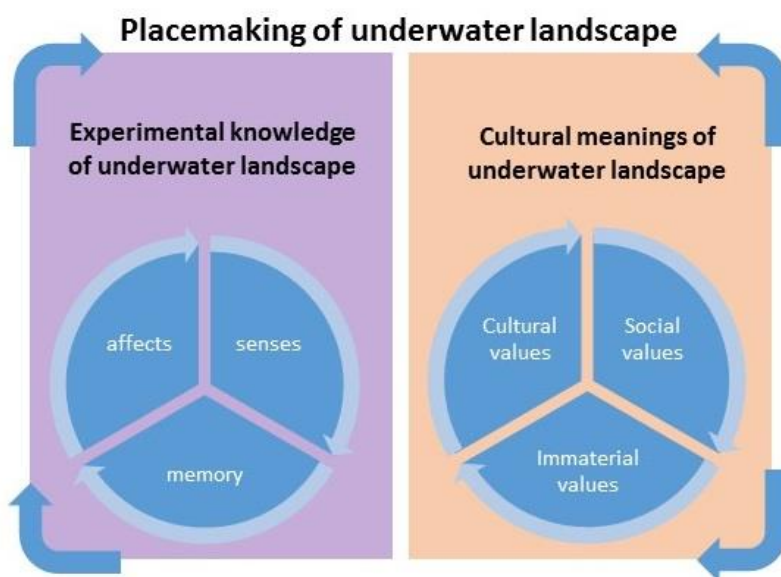 Placemaking of underwater landscape
Experimental knowledge
of underwater landscape
affects
senses
memory
Cultural meanings of
underwater landscape
Cultural
values
Social
values
Immaterial
values